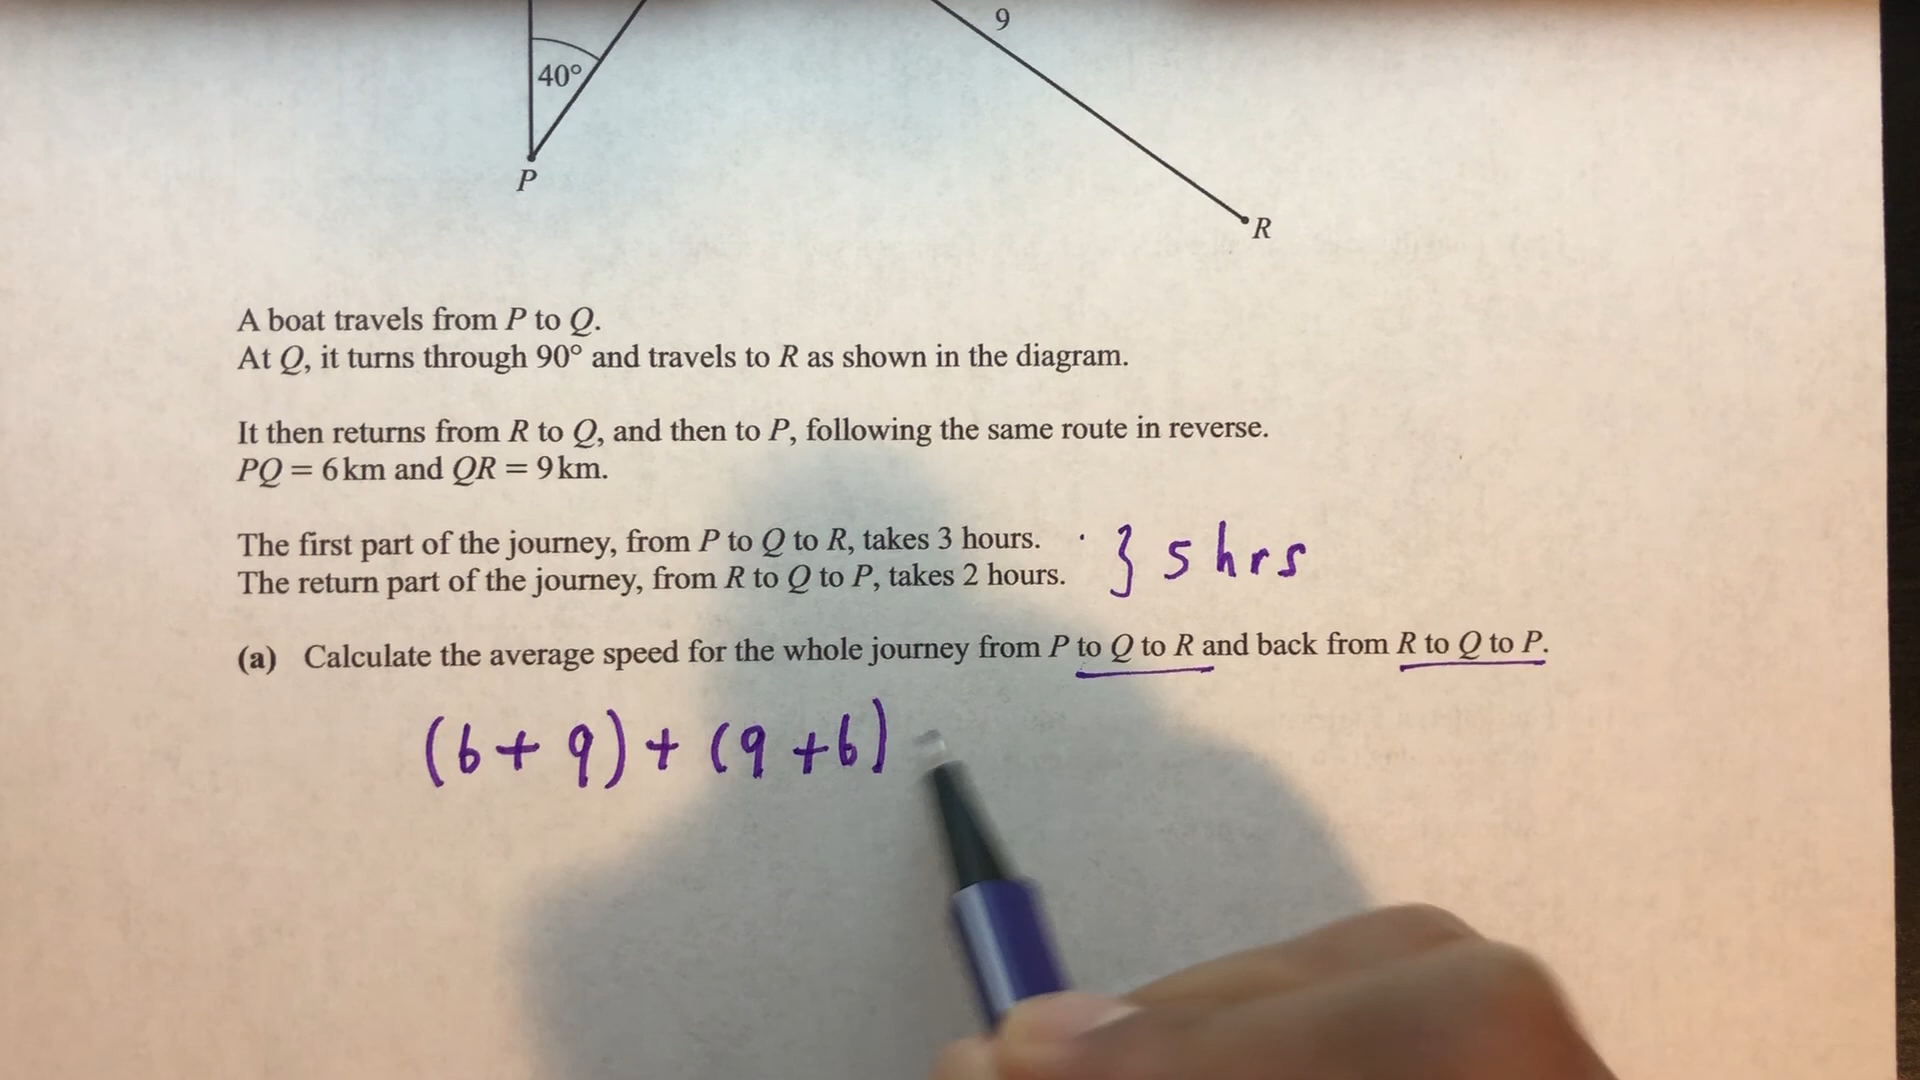 9
40°
P
R
A boat travels from P to Q.
At Q, it turns through 90° and travels to R as shown in the diagram.
It then returns from R to Q, and then to P, following the same route in reverse.
PQ = 6 km and QR = 9 km.
The first part of the journey, from P to Q to R, takes 3 hours.
The return part of the journey, from R to Q to P, takes 2 hours.
} 5 hrs
(a) Calculate the average speed for the whole journey from P to Q to R and back from R to Q to P.
(6 + 9) + (9 + 6)